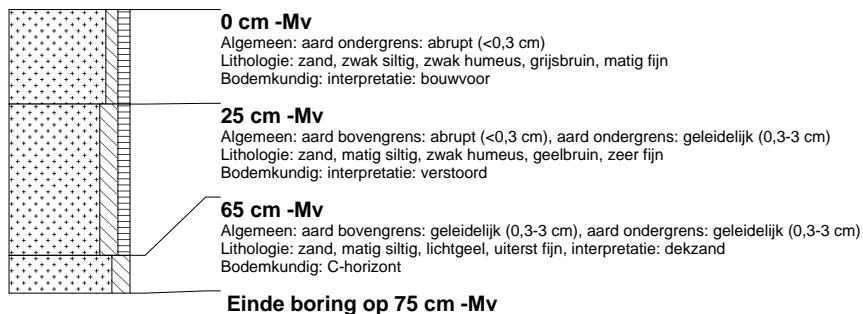 0 cm -Mv
Algemeen: aard ondergrens: abrupt (<0,3 cm)
Lithologie: zand, zwak siltig, zwak humeus, grijsbruin, matig fijn
Bodemkundig: interpretatie: bouwvoor
25 cm -Mv
Algemeen: aard bovengrens: abrupt (<0,3 cm), aard ondergrens: geleidelijk (0,3-3 cm)
Lithologie: zand, matig siltig, zwak humeus, geelbruin, zeer fijn
Bodemkundig: interpretatie: verstoord
65 cm -Mv
Algemeen: aard bovengrens: geleidelijk (0,3-3 cm), aard ondergrens: geleidelijk (0,3-3 cm)
Lithologie: zand, matig siltig, lichtgeel, uiterst fijn, interpretatie: dekzand
Bodemkundig: C-horizont
Einde boring op 75 cm -Mv